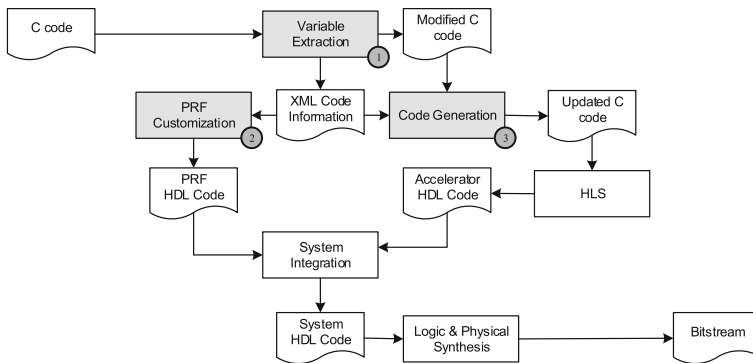 C code
Variable
Extraction
1
Modified C
code
PRF
Customization
2
XML Code
Information
Code Generation
3
Updated C
code
PRF
HDL Code
Accelerator
HDL Code
HLS
System
Integration
System
HDL Code
Logic & Physical
Synthesis
Bitstream